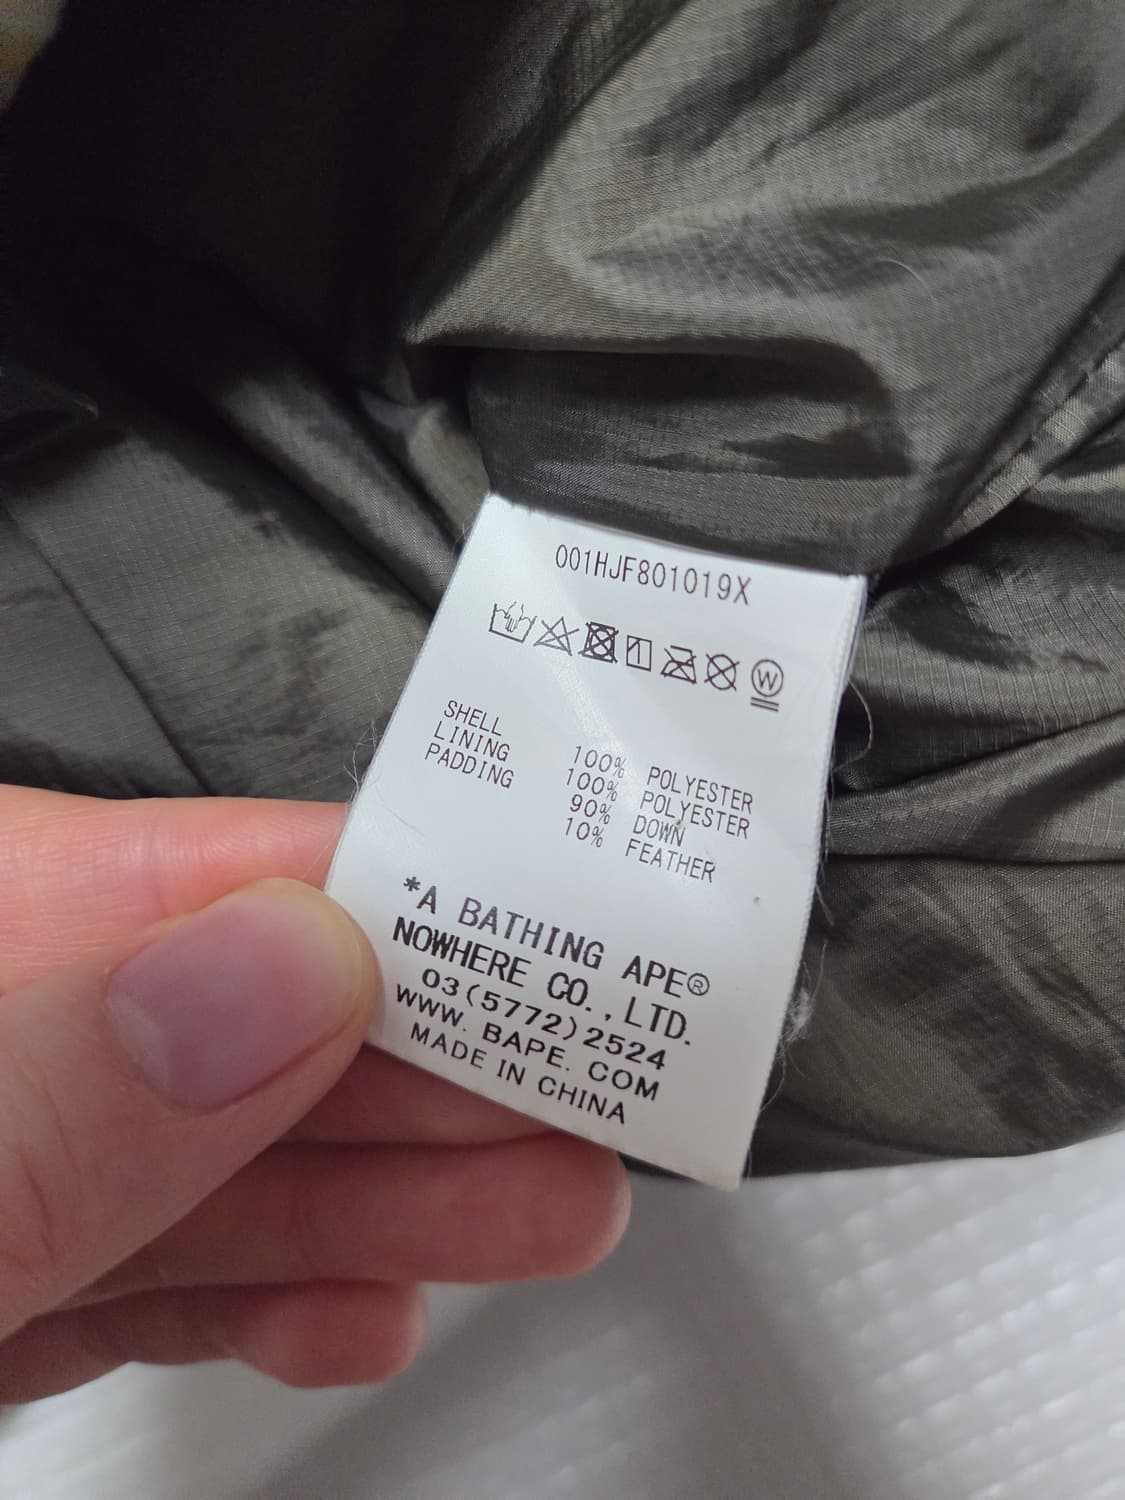 001HJF801019X
W
SHELL 100% POLYESTER
LINING 100% POLYESTER
PADDING 90% DOWN
10% FEATHER
*A BATHING APE®
NOWHERE CO.,LTD.
03(5772)2524
WWW.BAPE.COM
MADE IN CHINA